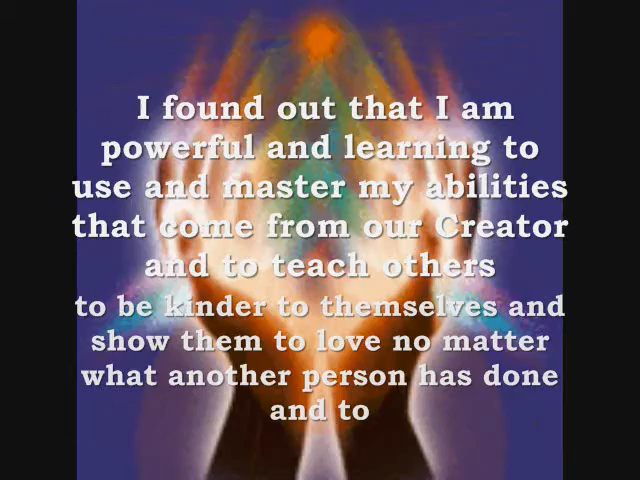 I found out that I am
powerful and learning to
use and master my abilities
that come from our Creator
and to teach others
to be kinder to themselves and
show them to love no matter
what another person has done
and to